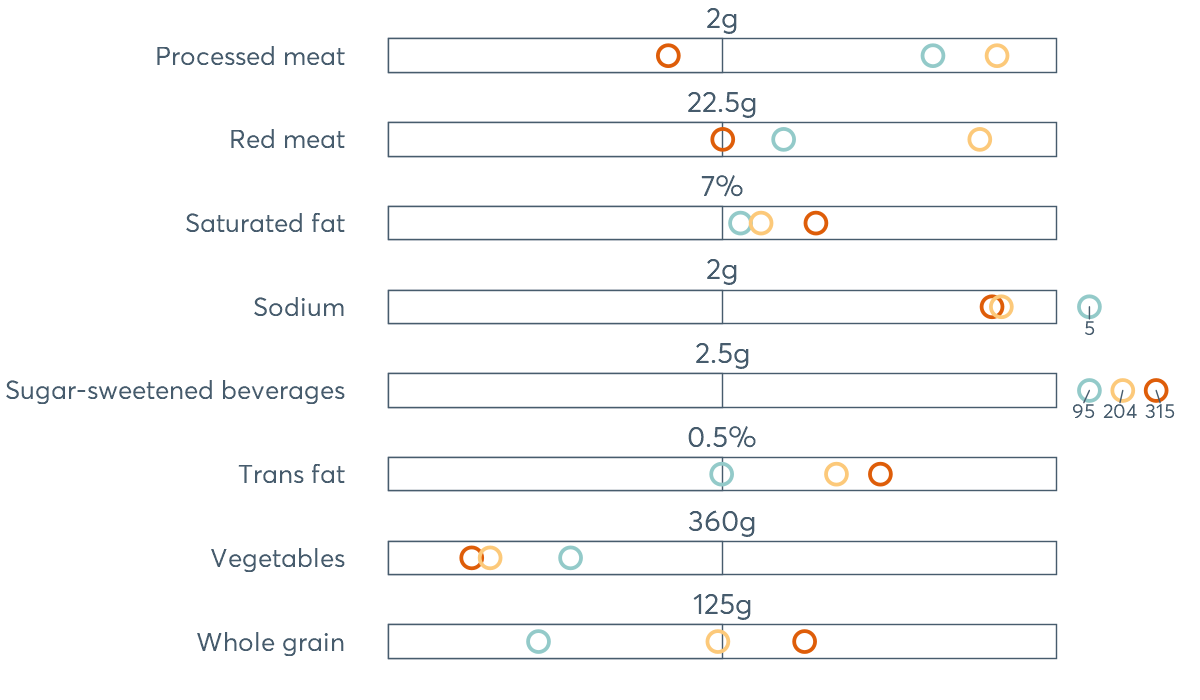 2g
Processed meat
22.5g
Red meat
7%
Saturated fat
2g
Sodium
5
2.5g
Sugar-sweetened beverages
95 204 315
0.5%
Trans fat
360g
Vegetables
125g
Whole grain